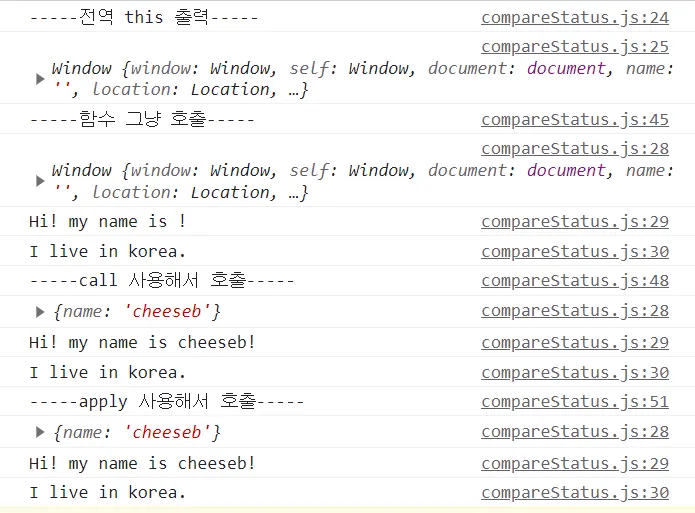 -----전역 this 출력----- compareStatus.js:24
compareStatus.js:25
Window {window: Window, self: Window, document: document, name:
'', location: Location, …}
-----함수 그냥 호출----- compareStatus.js:45
compareStatus.js:28
Window {window: Window, self: Window, document: document, name:
'', location: Location, …}
Hi! my name is ! compareStatus.js:29
I live in korea. compareStatus.js:30
-----call 사용해서 호출----- compareStatus.js:48
{name: 'cheeseb'} compareStatus.js:28
Hi! my name is cheeseb! compareStatus.js:29
I live in korea. compareStatus.js:30
-----apply 사용해서 호출----- compareStatus.js:51
{name: 'cheeseb'} compareStatus.js:28
Hi! my name is cheeseb! compareStatus.js:29
I live in korea. compareStatus.js:30